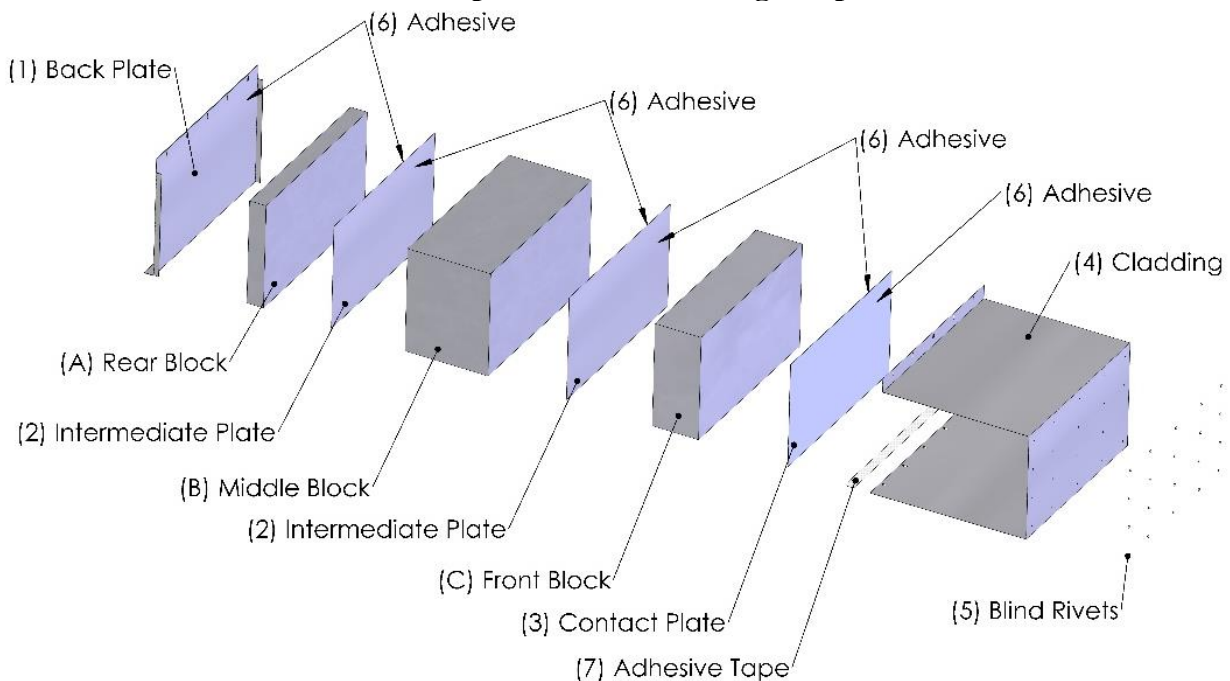 (6) Adhesive
(1) Back Plate
(6) Adhesive
(6) Adhesive
(6) Adhesive
(4) Cladding
(A) Rear Block
(2) Intermediate Plate
(B) Middle Block
(2) Intermediate Plate
(C) Front Block
(5) Blind Rivets
(3) Contact Plate
(7) Adhesive Tape